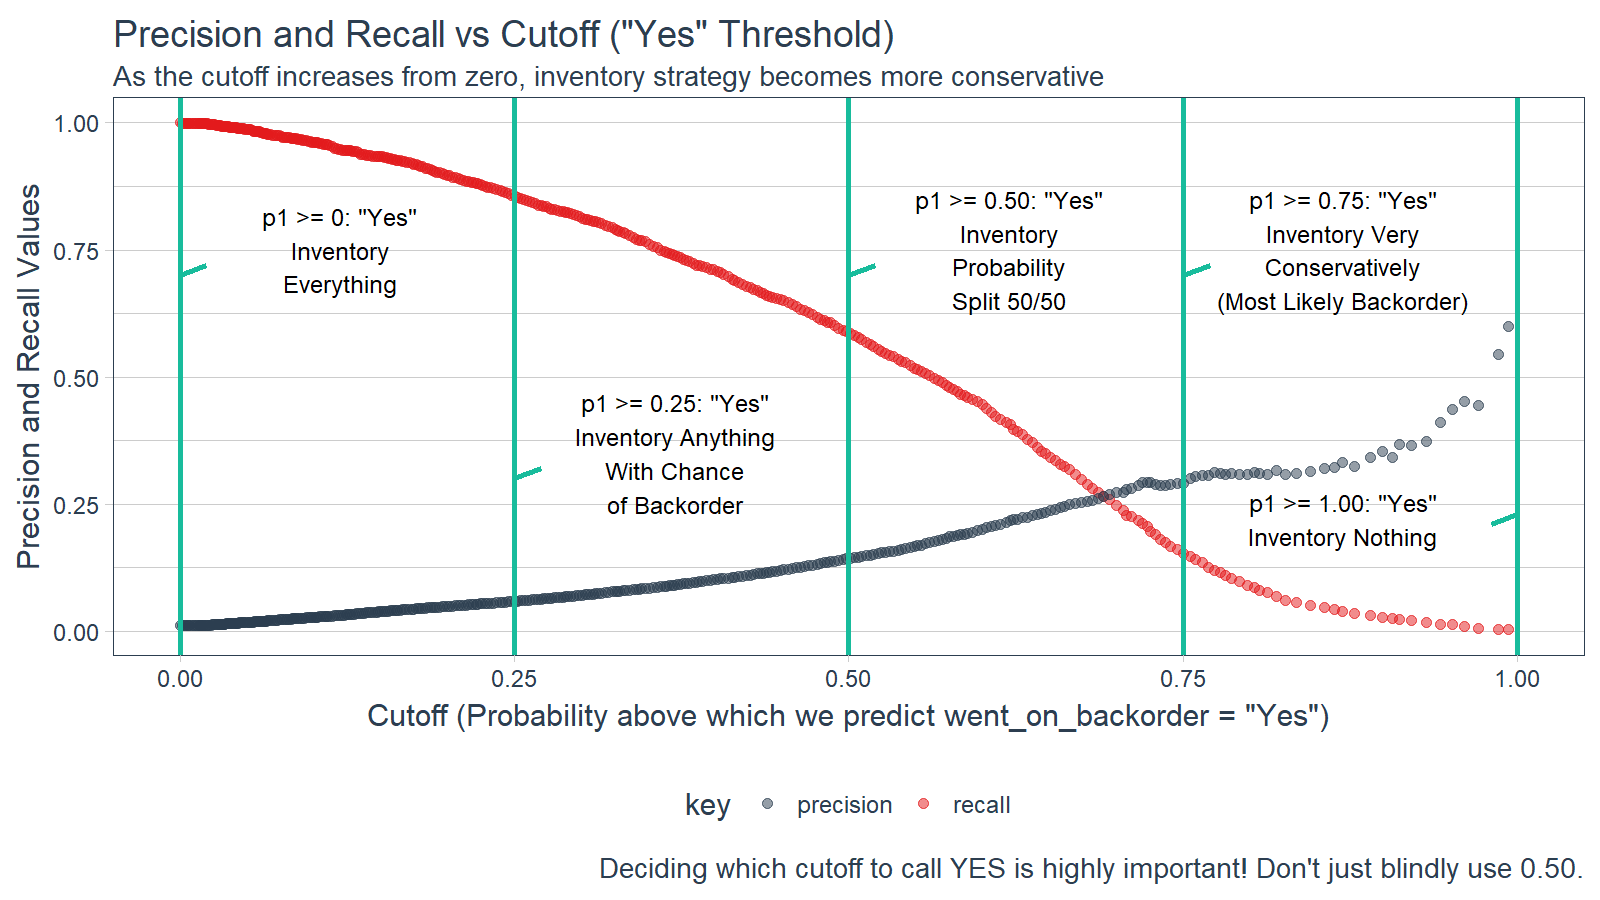 Precision and Recall vs Cutoff ("Yes" Threshold)
As the cutoff increases from zero, inventory strategy becomes more conservative
Precision and Recall Values
1.00
0.75
0.50
0.25
0.00
p1 >= 0: "Yes"
Inventory
Everything
p1 >= 0.25: "Yes"
Inventory Anything
With Chance
of Backorder
p1 >= 0.50: "Yes"
Inventory
Probability
Split 50/50
p1 >= 0.75: "Yes"
Inventory Very
Conservatively
(Most Likely Backorder)
p1 >= 1.00: "Yes"
Inventory Nothing
0.00
0.25
0.50
0.75
1.00
Cutoff (Probability above which we predict went_on_backorder = "Yes")
key
precision
recall
Deciding which cutoff to call YES is highly important! Don't just blindly use 0.50.